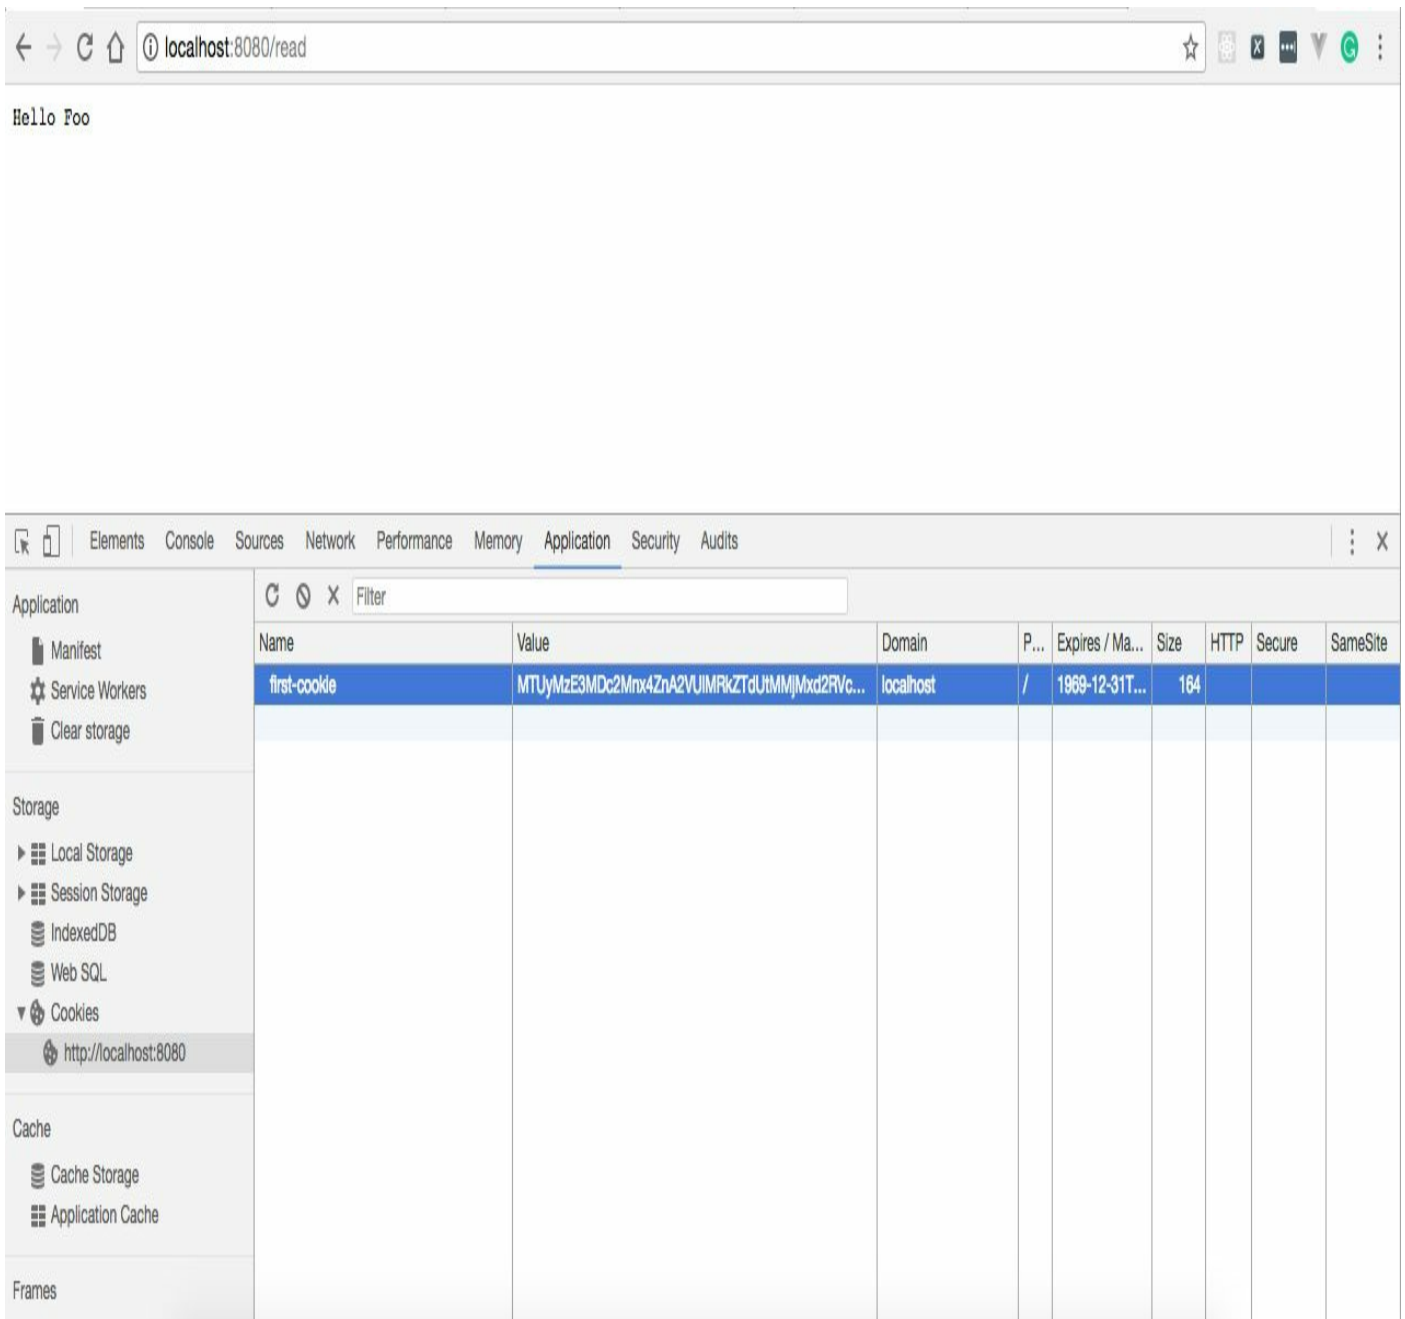 localhost:8080/read
Hello Foo
Elements Console Sources Network Performance Memory Application Security Audits
Application
Filter
Manifest
Service Workers
Clear storage
Name Value Domain P... Expires / Ma... Size HTTP Secure SameSite
first-cookie localhost / 1969-12-31T... 164
Storage
Local Storage
Session Storage
IndexedDB
Web SQL
Cookies
http://localhost:8080
Cache
Cache Storage
Application Cache
Frames